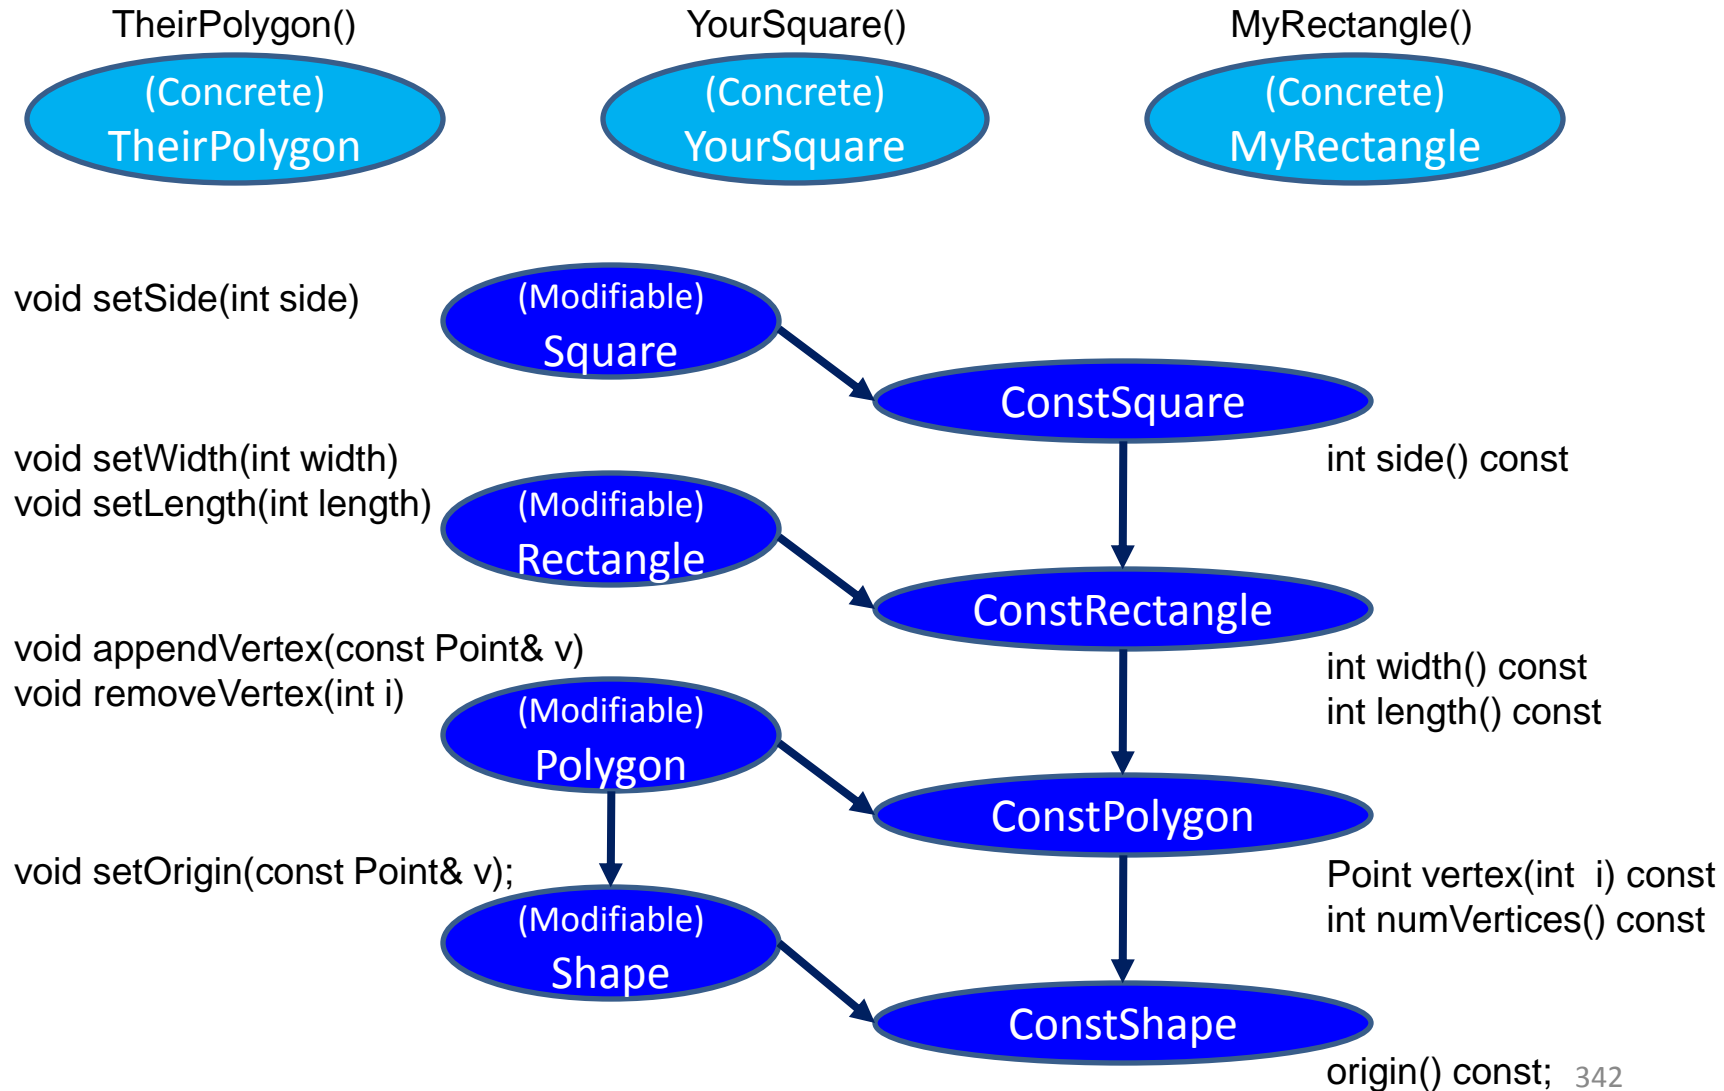 TheirPolygon()
YourSquare()
MyRectangle()
(Concrete)
TheirPolygon
(Concrete)
YourSquare
(Concrete)
MyRectangle
void setSide(int side)
(Modifiable)
Square
ConstSquare
int side() const
void setWidth(int width)
void setLength(int length)
(Modifiable)
Rectangle
ConstRectangle
int width() const
int length() const
void appendVertex(const Point& v)
void removeVertex(int i)
(Modifiable)
Polygon
ConstPolygon
Point vertex(int  i) const
int numVertices() const
void setOrigin(const Point& v);
(Modifiable)
Shape
ConstShape
origin() const;
342